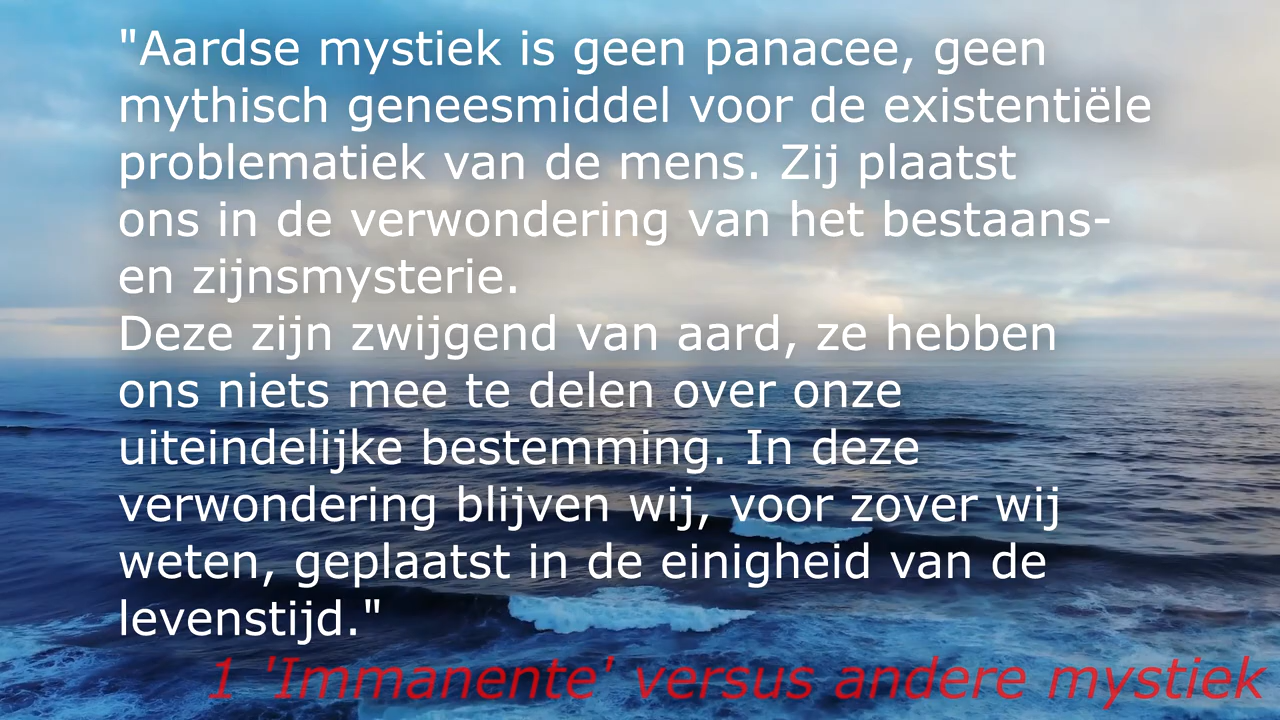 "Aardse mystiek is geen panacee, geen
mythisch geneesmiddel voor de existentiële
problematiek van de mens. Zij plaatst
ons in de verwondering van het bestaans-
en zijnsmysterie.
Deze zijn zwijgend van aard, ze hebben
ons niets mee te delen over onze
uiteindelijke bestemming. In deze
verwondering blijven wij, voor zover wij
weten, geplaatst in de einigheid van de
levenstijd."
1 'Immanente' versus andere mystiek